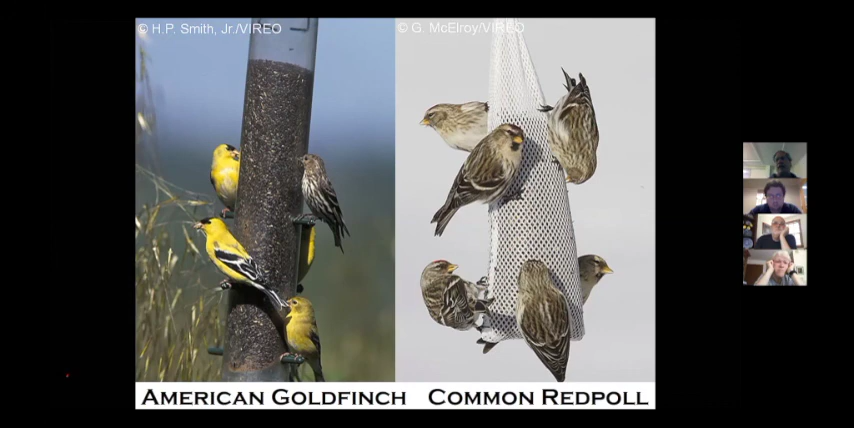 © H.P. Smith, Jr./VIREO
© G. McElroy/VIREO
AMERICAN GOLDFINCH
COMMON REDPOLL